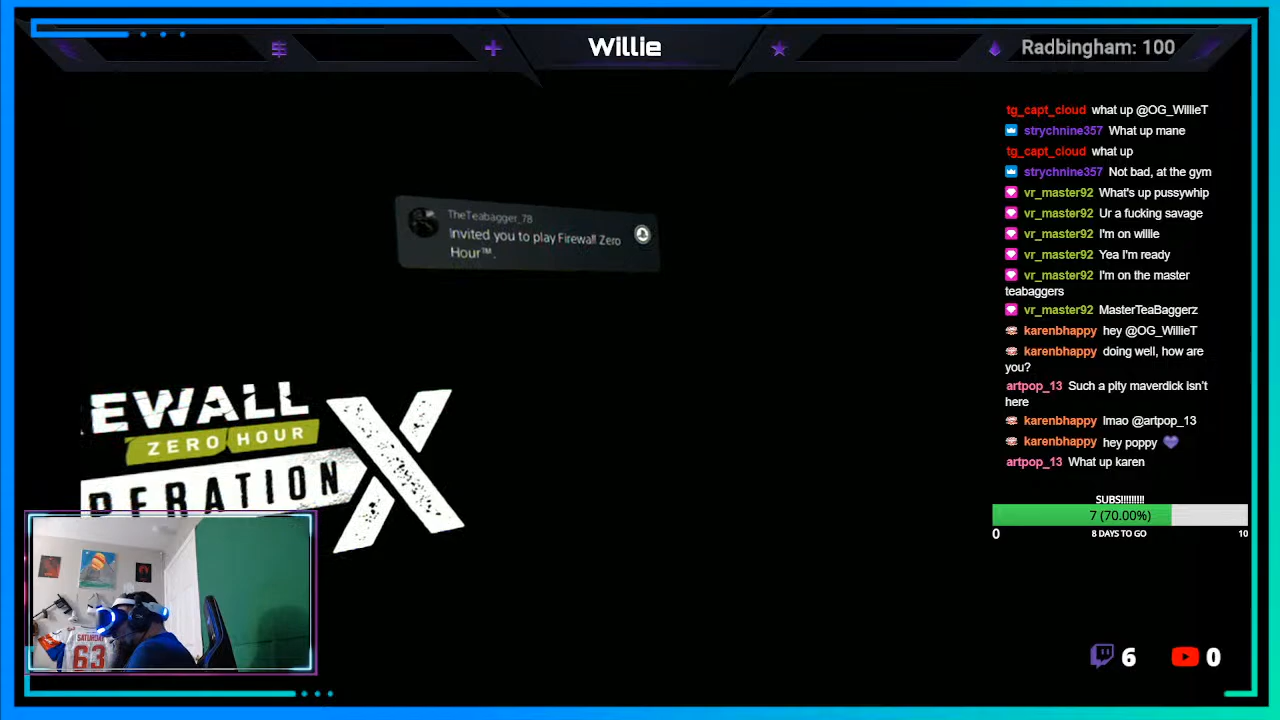 Willie
Radbingham: 100
tg_capt_cloud what up @OG_WillieT
strychnine357 What up mane
tg_capt_cloud what up
strychnine357 Not bad, at the gym
vr_master92 What's up pussywhip
vr_master92 Ur a fucking savage
vr_master92 I'm on willie
vr_master92 Yea I'm ready
vr_master92 I'm on the master
teabaggers
vr_master92 MasterTeaBaggerz
karenbhappy hey @OG_WillieT
karenbhappy doing well, how are
you?
artpop_13 Such a pity maverdick isn't
here
karenbhappy lmao @artpop_13
karenbhappy hey poppy 💜
artpop_13 What up karen
TheTeabagger_78
Invited you to play Firewall Zero
Hour™.
EWALL
ZERO HOUR
PERATION X
SUBS!!!!!!!!!
7 (70.00%)
0 8 DAYS TO GO 10
SATURDAY
63
6 0